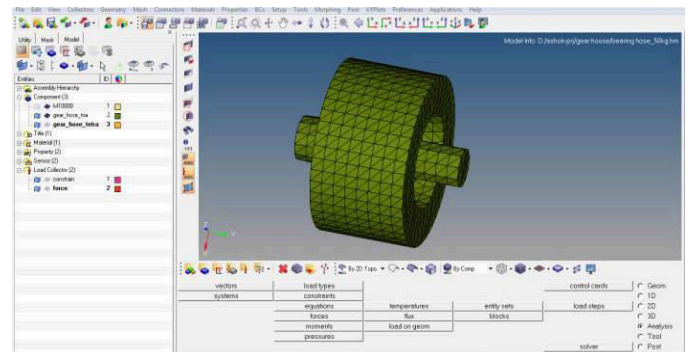 File Edit View Collectors Geometry Mesh Connectors Materials Properties BCs Setup Tools Morphing Post XYPlots Preferences Applications Help
Utility Mask Model
Model Info: D:/ashok-prj/gear house/bearing hose_50kg.hm
Entities ID
Assembly Hierarchy
Component (3)
M10000 1
gear_hose_tria 2
gear_hose_tetra 3
Title (1)
Material (1)
Property (2)
Sensor (2)
Load Collector (2)
constrain 1
force 2
Z
Y
By 2D Topo By Comp
vectors load types control cards Geom
systems constraints 1D
equations temperatures entity sets load steps 2D
forces flux blocks 3D
moments load on geom Analysis
pressures Tool
solver Post